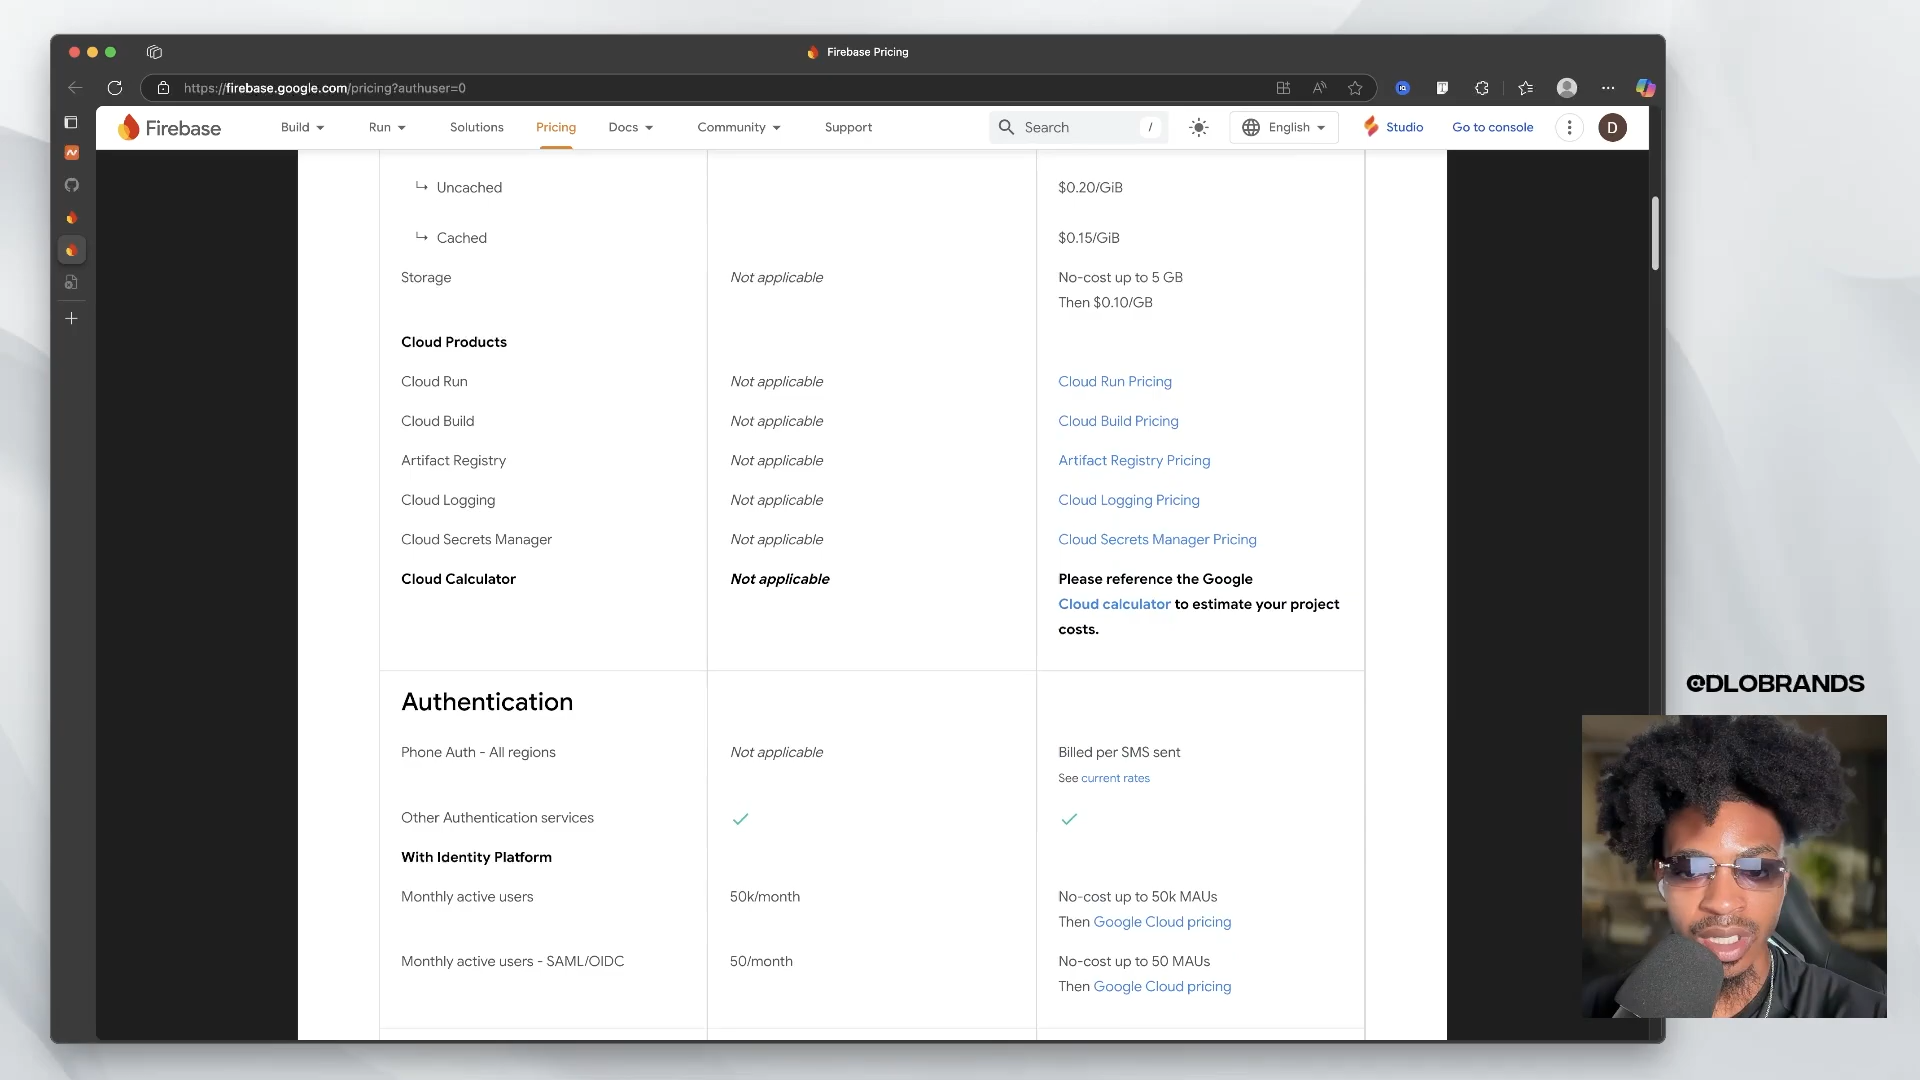 Firebase Pricing
https://firebase.google.com/pricing?authuser=0
Firebase
Build
Run
Solutions
Pricing
Docs
Community
Support
Search
/
English
Studio
Go to console
D
Uncached
$0.20/GiB
Cached
$0.15/GiB
Storage
Not applicable
No-cost up to 5 GB
Then $0.10/GB
Cloud Products
Cloud Run
Not applicable
Cloud Run Pricing
Cloud Build
Not applicable
Cloud Build Pricing
Artifact Registry
Not applicable
Artifact Registry Pricing
Cloud Logging
Not applicable
Cloud Logging Pricing
Cloud Secrets Manager
Not applicable
Cloud Secrets Manager Pricing
Cloud Calculator
Not applicable
Please reference the Google
Cloud calculator to estimate your project
costs.
Authentication
Phone Auth - All regions
Not applicable
Billed per SMS sent
See current rates
Other Authentication services
With Identity Platform
Monthly active users
50k/month
No-cost up to 50k MAUs
Then Google Cloud pricing
Monthly active users - SAML/OIDC
50/month
No-cost up to 50 MAUs
Then Google Cloud pricing
@DLOBRANDS